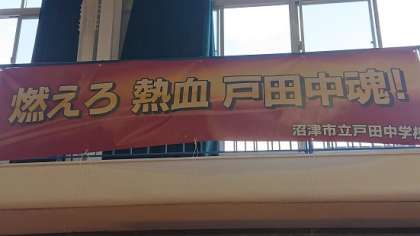 燃えろ 熱血 戸田中魂!
沼津市立戸田中学校